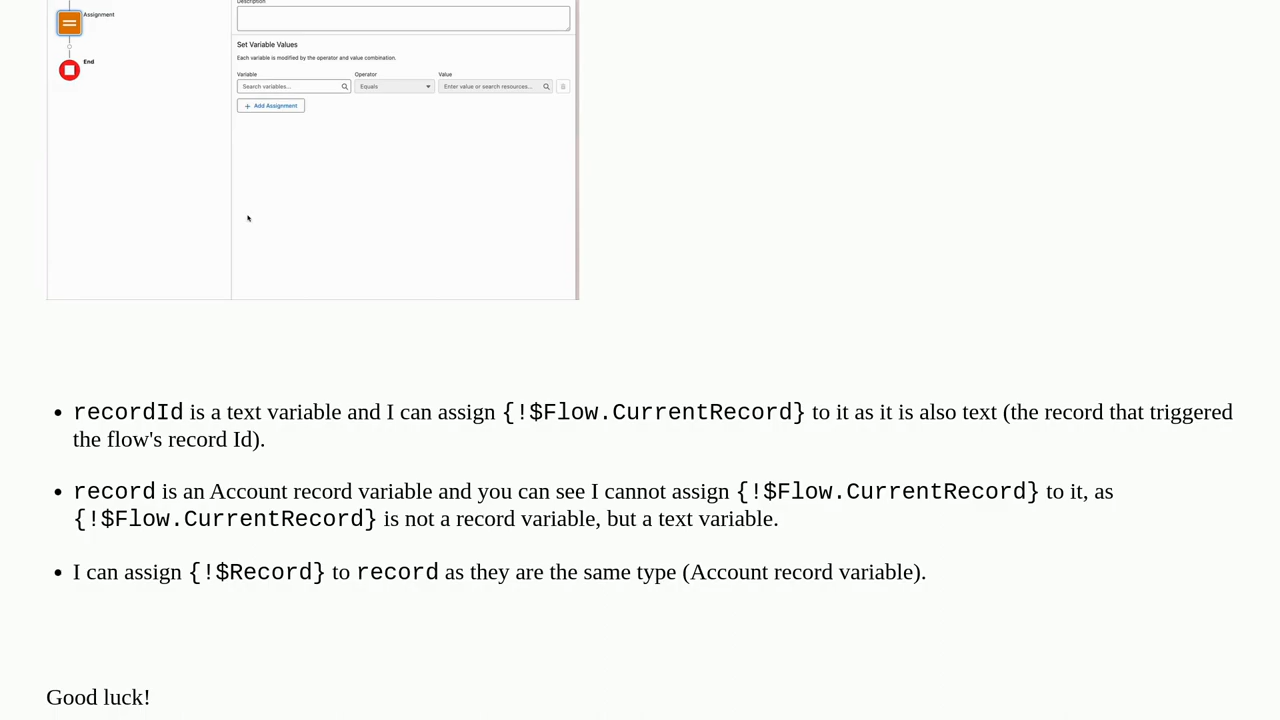 Description
Assignment
Set Variable Values
End
Each variable is modified by the operator and value combination.
Variable Operator Value
Search variables... Equals Enter value or search resources...
+ Add Assignment
• recordId is a text variable and I can assign {!$Flow.CurrentRecord} to it as it is also text (the record that triggered
the flow's record Id).
• record is an Account record variable and you can see I cannot assign {!$Flow.CurrentRecord} to it, as
{!$Flow.CurrentRecord} is not a record variable, but a text variable.
• I can assign {!$Record} to record as they are the same type (Account record variable).
Good luck!